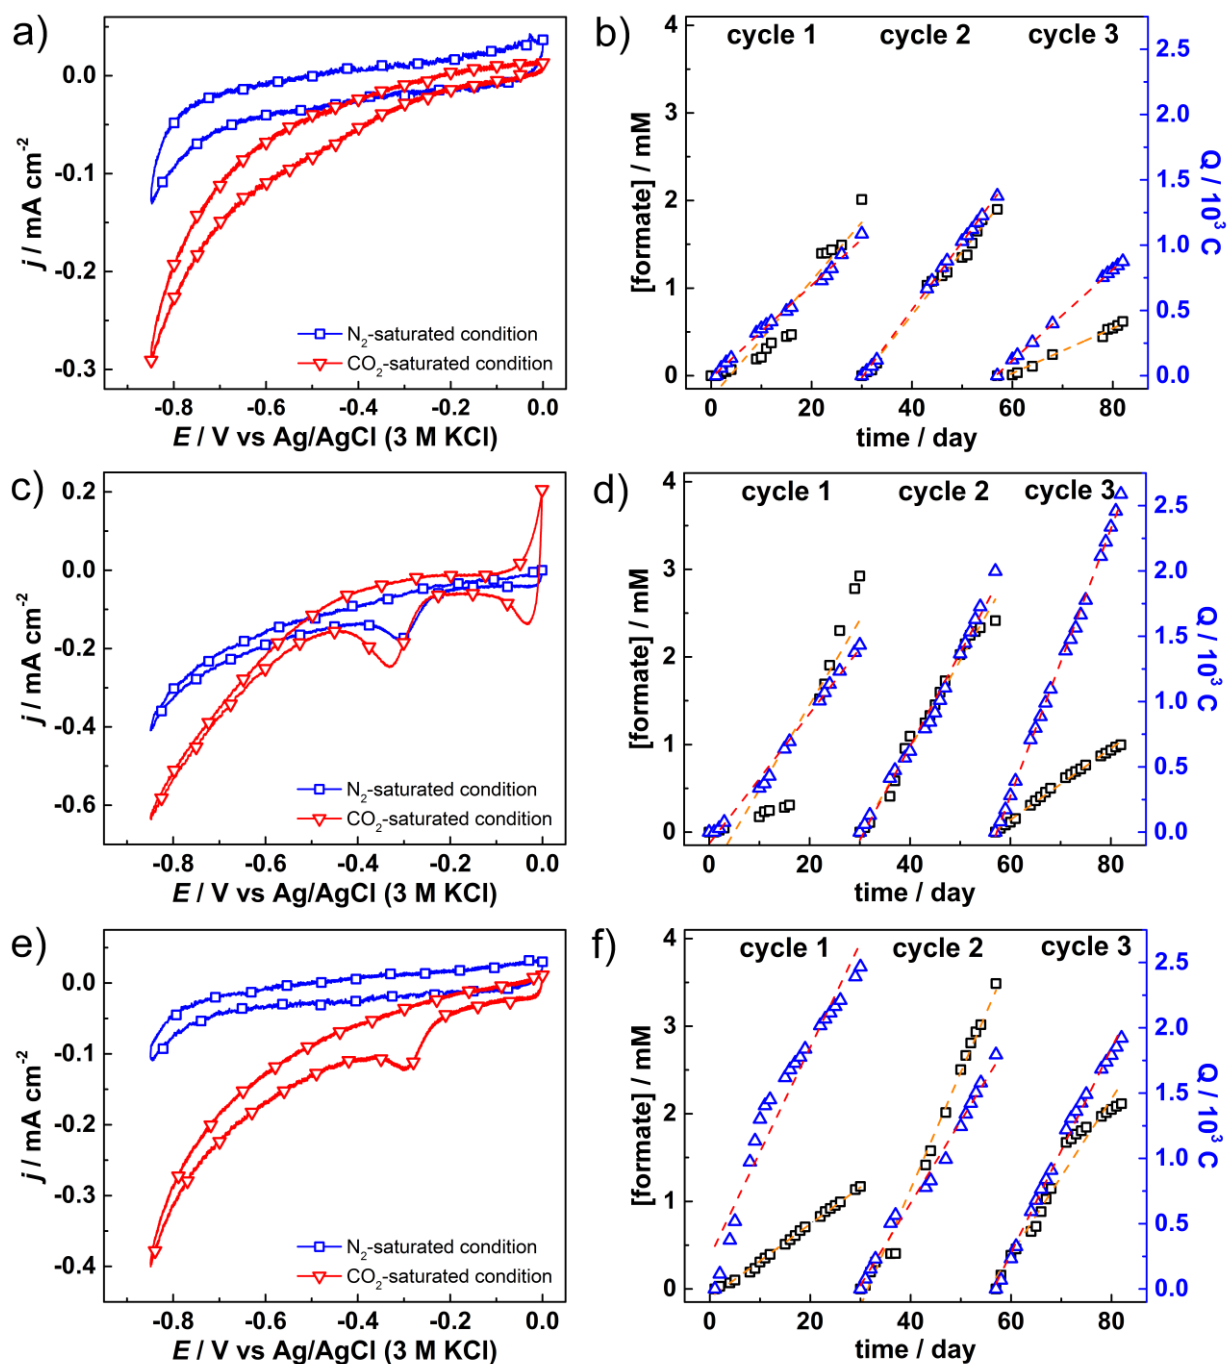 a)
0.0
-0.1
-0.2
-0.3
j / mA cm⁻²
N₂-saturated condition
CO₂-saturated condition
-0.8 -0.6 -0.4 -0.2 0.0
E / V vs Ag/AgCl (3 M KCl)
b)
cycle 1 cycle 2 cycle 3
4
3
2
1
0
[formate] / mM
2.5
2.0
1.5
1.0
0.5
0.0
Q / 10³ C
0 20 40 60 80
time / day
c)
0.2
0.0
-0.2
-0.4
-0.6
j / mA cm⁻²
N₂-saturated condition
CO₂-saturated condition
-0.8 -0.6 -0.4 -0.2 0.0
E / V vs Ag/AgCl (3 M KCl)
d)
cycle 1 cycle 2 cycle 3
4
3
2
1
0
[formate] / mM
2.5
2.0
1.5
1.0
0.5
0.0
Q / 10³ C
0 20 40 60 80
time / day
e)
0.0
-0.1
-0.2
-0.3
-0.4
j / mA cm⁻²
N₂-saturated condition
CO₂-saturated condition
-0.8 -0.6 -0.4 -0.2 0.0
E / V vs Ag/AgCl (3 M KCl)
f)
cycle 1 cycle 2 cycle 3
4
3
2
1
0
[formate] / mM
2.5
2.0
1.5
1.0
0.5
0.0
Q / 10³ C
0 20 40 60 80
time / day